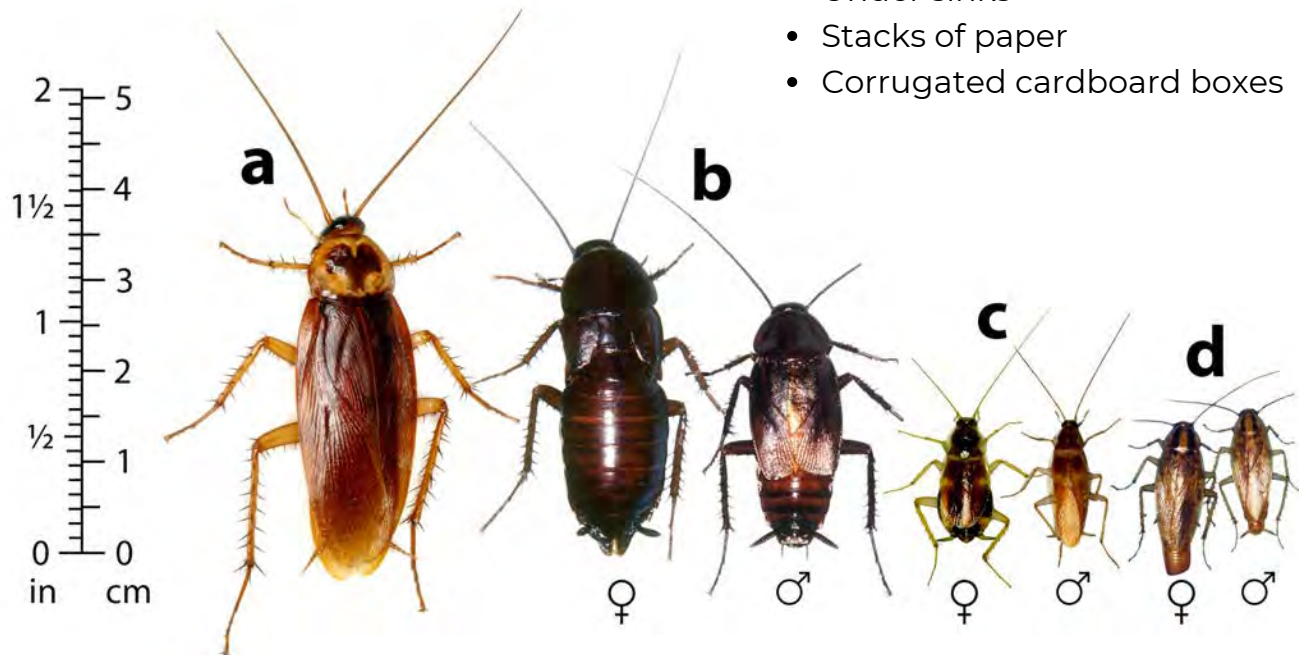 • Stacks of paper
• Corrugated cardboard boxes
2 5
a
b
4
1½
3
1
c
2
d
½
1
0 0
in cm
♀ ♂ ♀ ♂ ♀ ♂